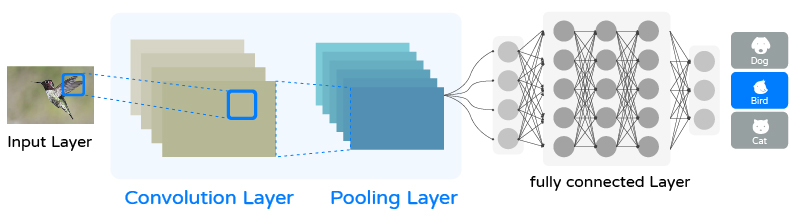 Input Layer
Convolution Layer
Pooling Layer
fully connected Layer
Dog
Bird
Cat